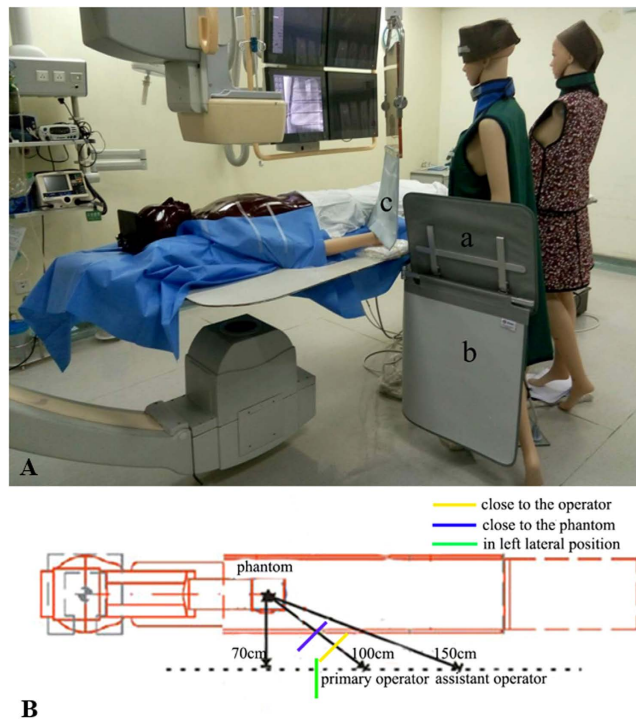 c
a
b
A
close to the operator
close to the phantom
in left lateral position
phantom
70cm 100cm 150cm
primary operator assistant operator
B